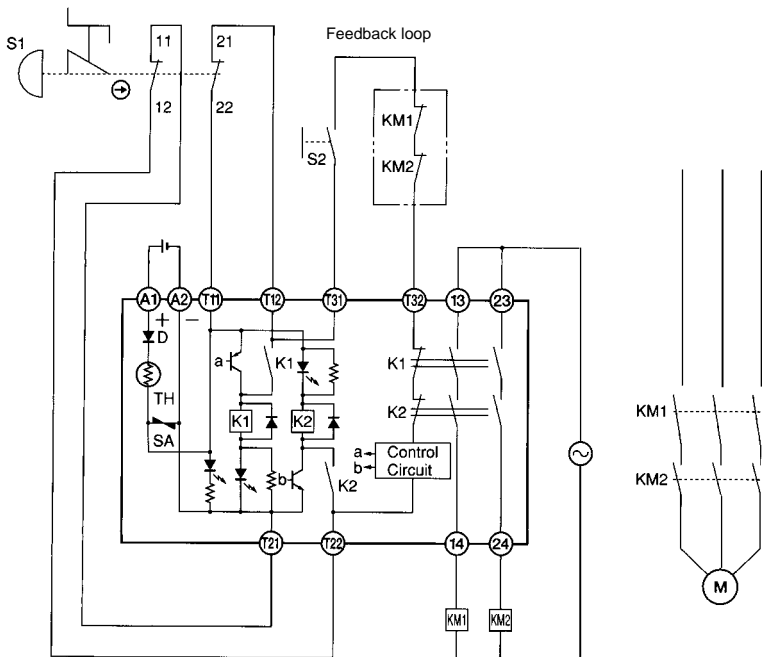 Feedback loop
S1
11
21
12
22
S2
KM1
KM2
A1
A2
T11
T12
T31
T32
13
23
+
−
D
TH
SA
a
K1
K1
K2
b
K2
K1
K2
a
b
Control
Circuit
T21
T22
14
24
KM1
KM2
~
KM1
KM2
M